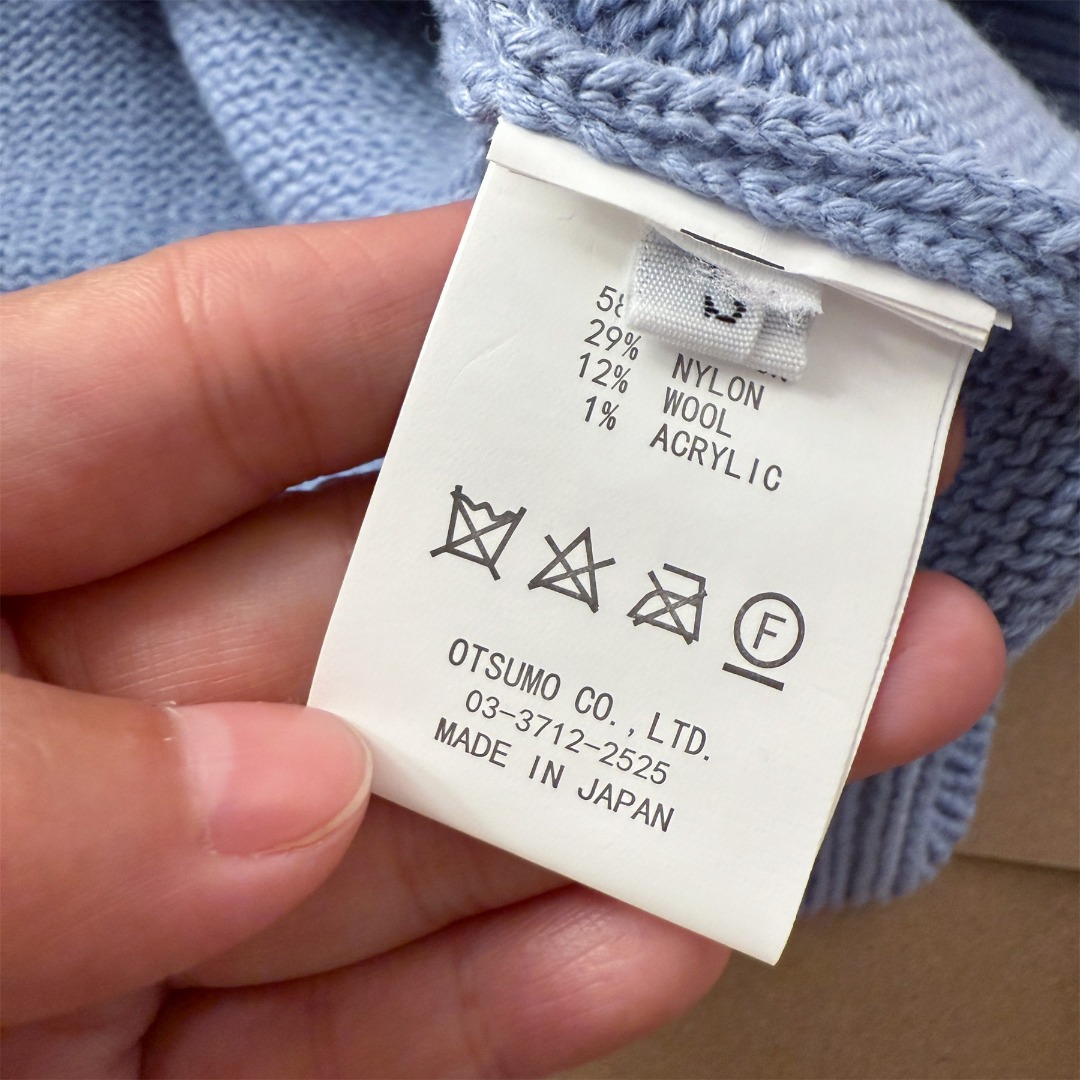 29% NYLON
12% WOOL
1% ACRYLIC
F
OTSUMO CO.,LTD.
03-3712-2525
MADE IN JAPAN